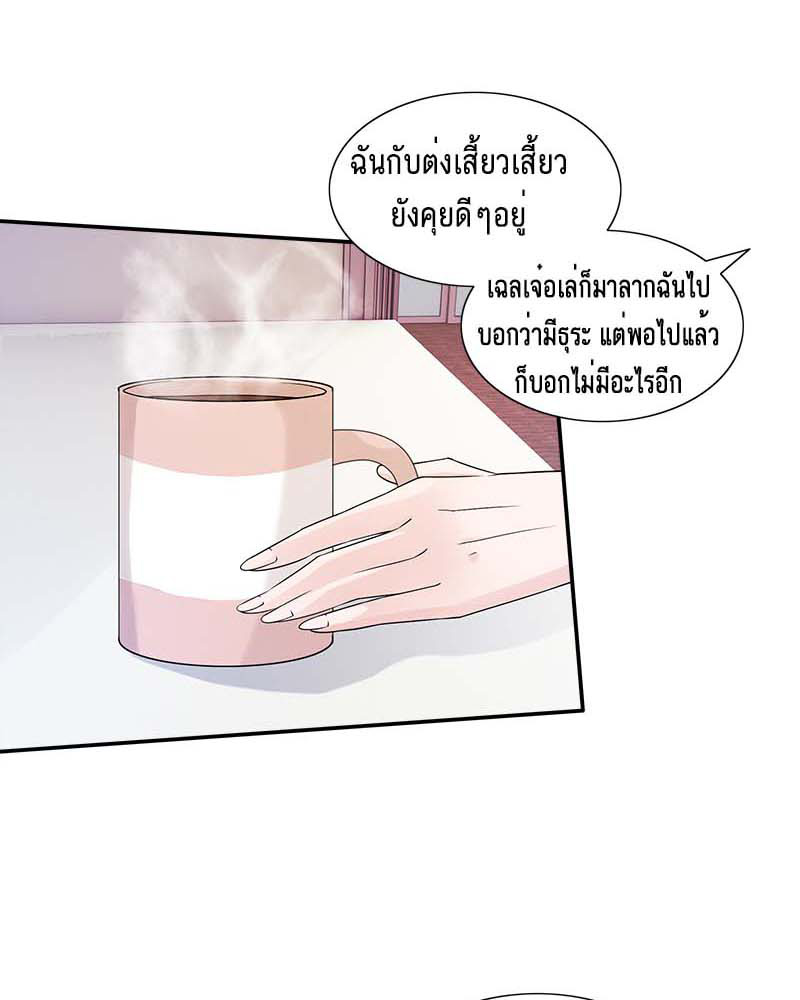 ฉันกับต่งเสี้ยวเสี้ยว
ยังคุยดีๆอยู่
เฉลเจ๋อเล่ก็มาลากฉันไป
บอกว่ามีธุระ แต่พอไปแล้ว
ก็บอกไม่มีอะไรอีก